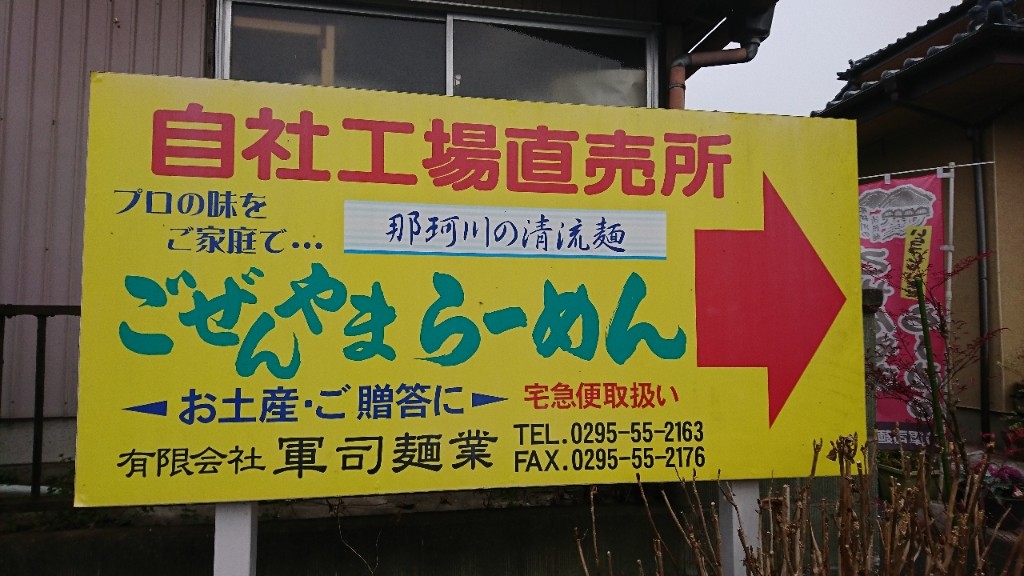 自社工場直売所
プロの味を
ご家庭で…
那珂川の清流麺
ごぜんやまらーめん
お土産・ご贈答に
宅急便取扱い
有限会社 軍司麺業
TEL.0295-55-2163
FAX.0295-55-2176